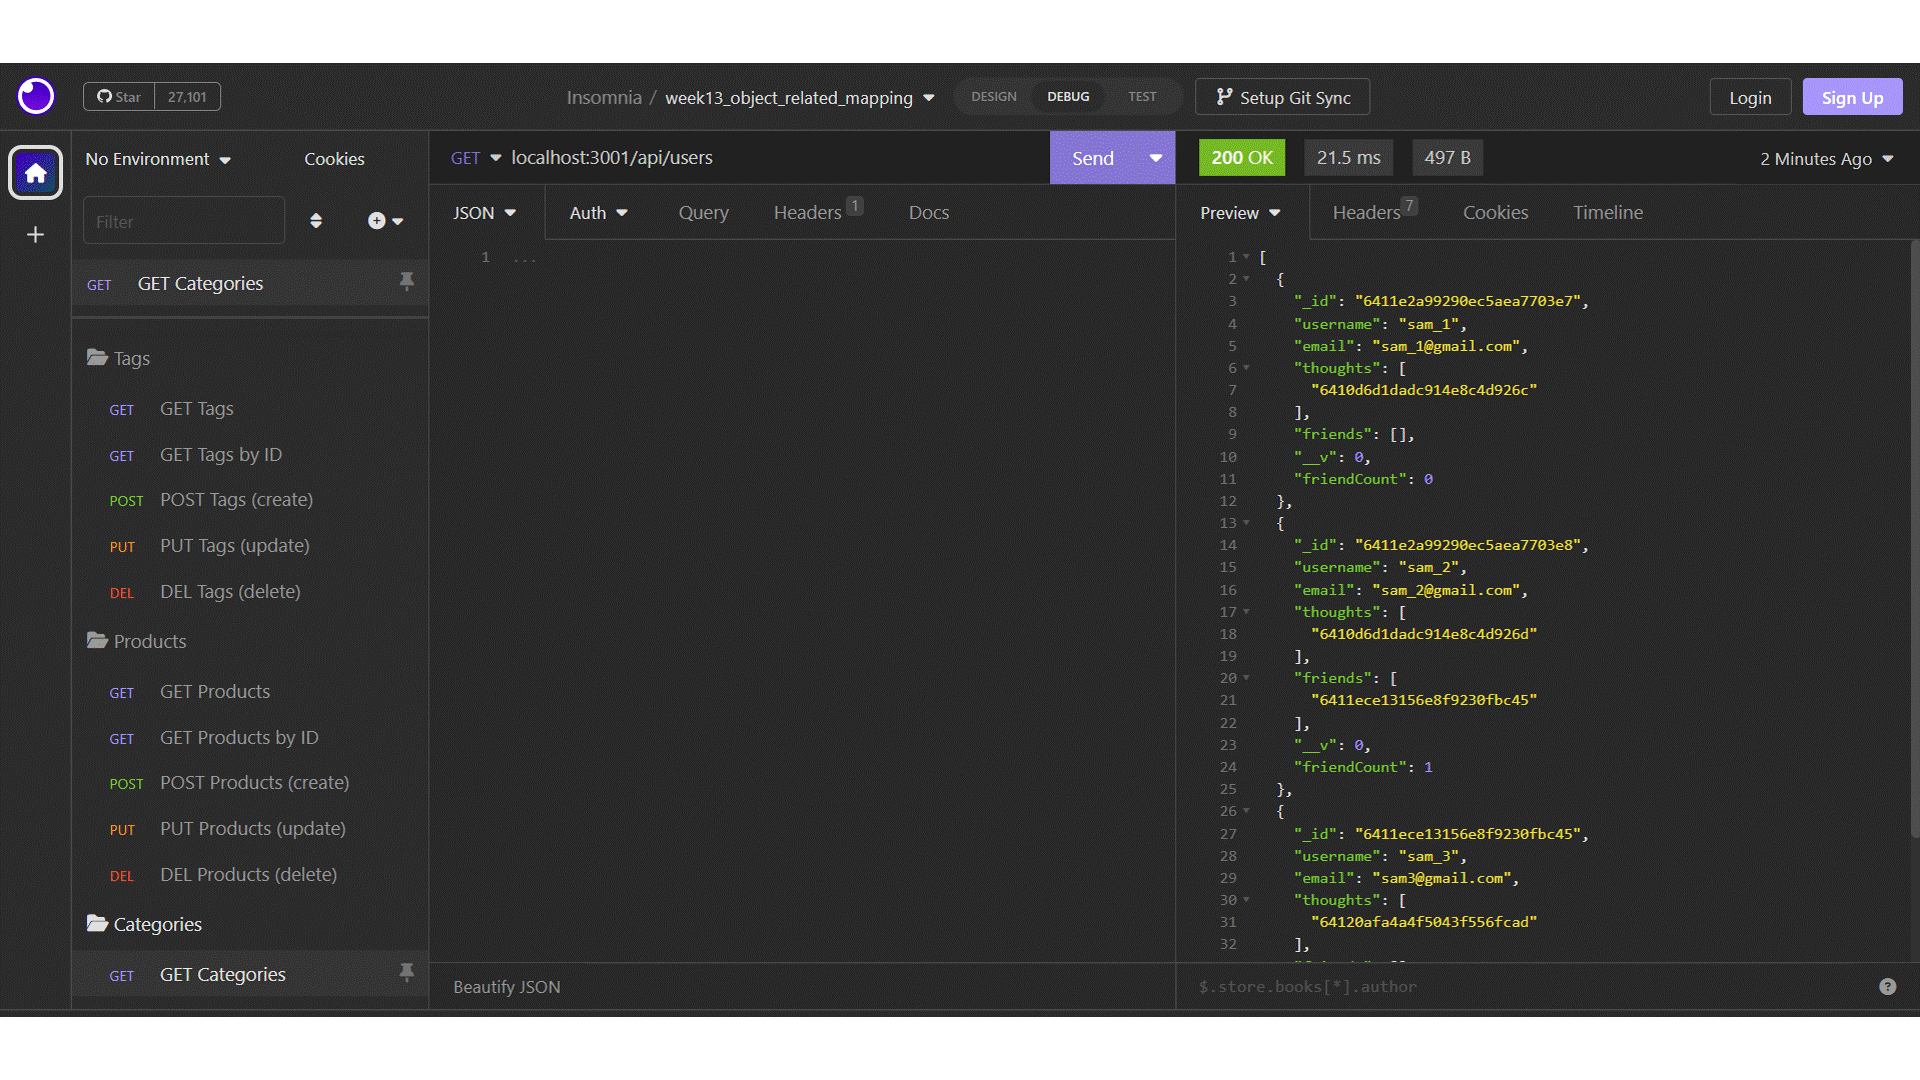 Star 27,101
Insomnia / week13_object_related_mapping
DESIGN DEBUG TEST
Setup Git Sync
Login
Sign Up
No Environment
Cookies
Filter
GET GET Categories
Tags
GET GET Tags
GET GET Tags by ID
POST POST Tags (create)
PUT PUT Tags (update)
DEL DEL Tags (delete)
Products
GET GET Products
GET GET Products by ID
POST POST Products (create)
PUT PUT Products (update)
DEL DEL Products (delete)
Categories
GET GET Categories
GET localhost:3001/api/users
Send
JSON Auth Query Headers 1 Docs
1 ...
Beautify JSON
200 OK 21.5 ms 497 B 2 Minutes Ago
Preview Headers 7 Cookies Timeline
1 [
2 {
3 "_id": "6411e2a99290ec5aea7703e7",
4 "username": "sam_1",
5 "email": "sam_1@gmail.com",
6 "thoughts": [
7 "6410d6d1dadc914e8c4d926c"
8 ],
9 "friends": [],
10 "__v": 0,
11 "friendCount": 0
12 },
13 {
14 "_id": "6411e2a99290ec5aea7703e8",
15 "username": "sam_2",
16 "email": "sam_2@gmail.com",
17 "thoughts": [
18 "6410d6d1dadc914e8c4d926d"
19 ],
20 "friends": [
21 "6411ece13156e8f9230fbc45"
22 ],
23 "__v": 0,
24 "friendCount": 1
25 },
26 {
27 "_id": "6411ece13156e8f9230fbc45",
28 "username": "sam_3",
29 "email": "sam3@gmail.com",
30 "thoughts": [
31 "64120afa4a4f5043f556fcad"
32 ],
$.store.books[*].author